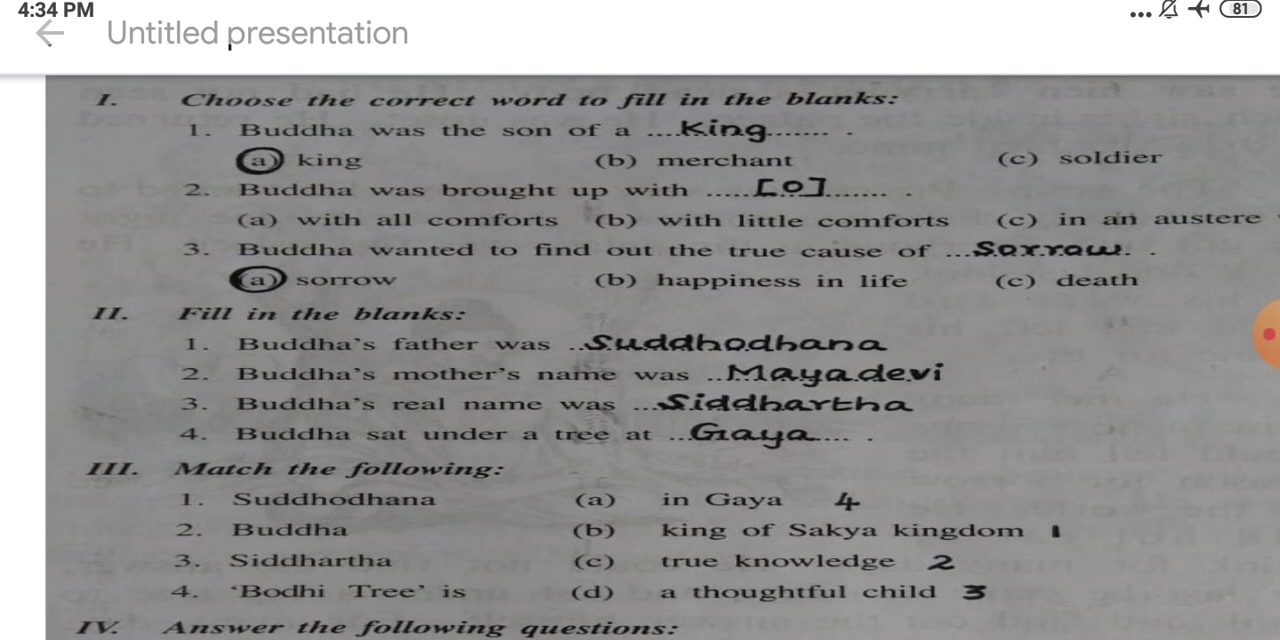 4:34 PM ... 81
Untitled presentation
I. Choose the correct word to fill in the blanks:
1. Buddha was the son of a ....King....... .
(a) king (b) merchant (c) soldier
2. Buddha was brought up with ......[o]....... .
(a) with all comforts (b) with little comforts (c) in an austere
3. Buddha wanted to find out the true cause of ...Sorrow. .
(a) sorrow (b) happiness in life (c) death
II. Fill in the blanks:
1. Buddha's father was ..Suddhodhana
2. Buddha's mother's name was ..Mayadevi
3. Buddha's real name was ...Siddhartha
4. Buddha sat under a tree at ..Gaya.... .
III. Match the following:
1. Suddhodhana (a) in Gaya 4
2. Buddha (b) king of Sakya kingdom 1
3. Siddhartha (c) true knowledge 2
4. 'Bodhi Tree' is (d) a thoughtful child 3
IV. Answer the following questions: